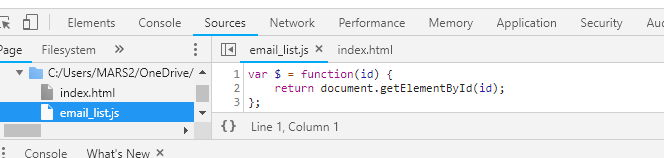 Elements Console Sources Network Performance Memory Application Security Au
Page Filesystem » email_list.js × index.html
C:/Users/MARS2/OneDrive/
index.html
email_list.js
1 var $ = function(id) {
2 return document.getElementById(id);
3 };
{} Line 1, Column 1
Console What's New ×